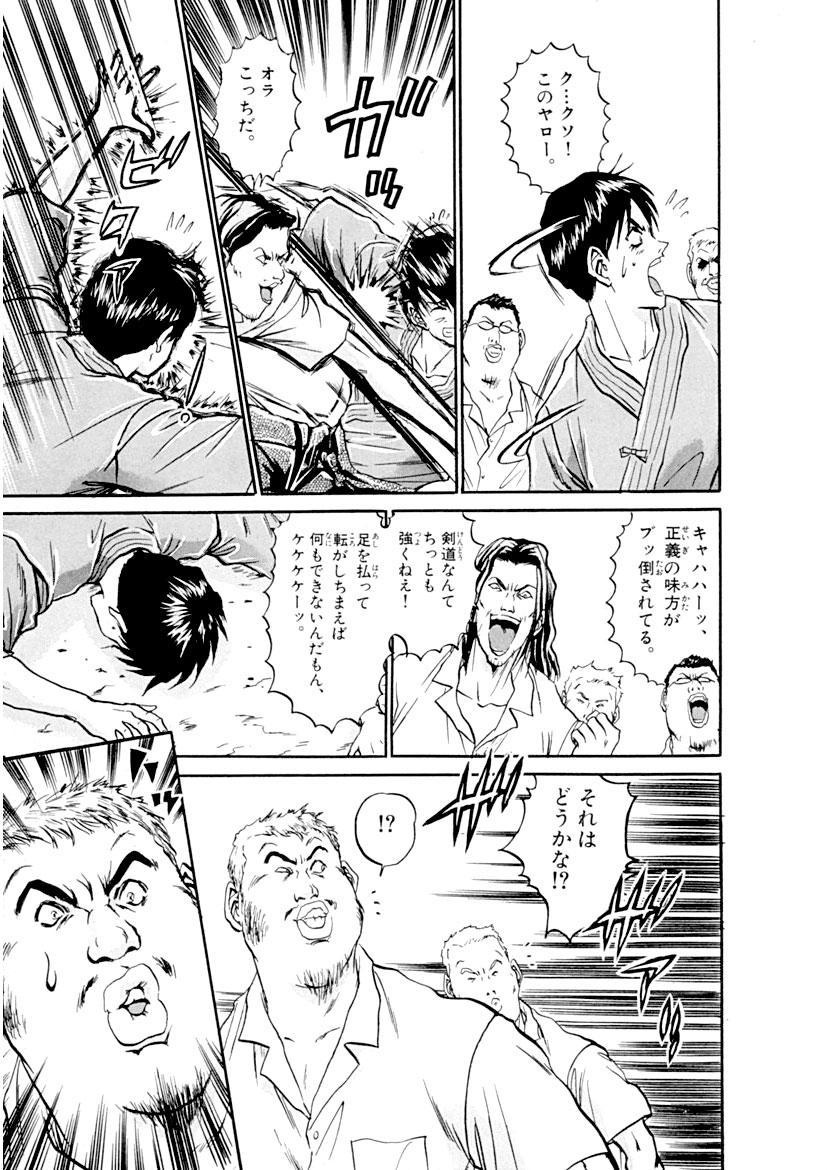 ク…クソ！
このヤロー。
オラ
こっちだ。
ガッ
キャハハーッ、
正義の味方が
ブッ倒されてる。
剣道なんて
ちっとも
強くねぇ！
足を払って
転がしちまえば
何もできないんだもん、
ケケケケーッ。
それは
どうかな!?
!?